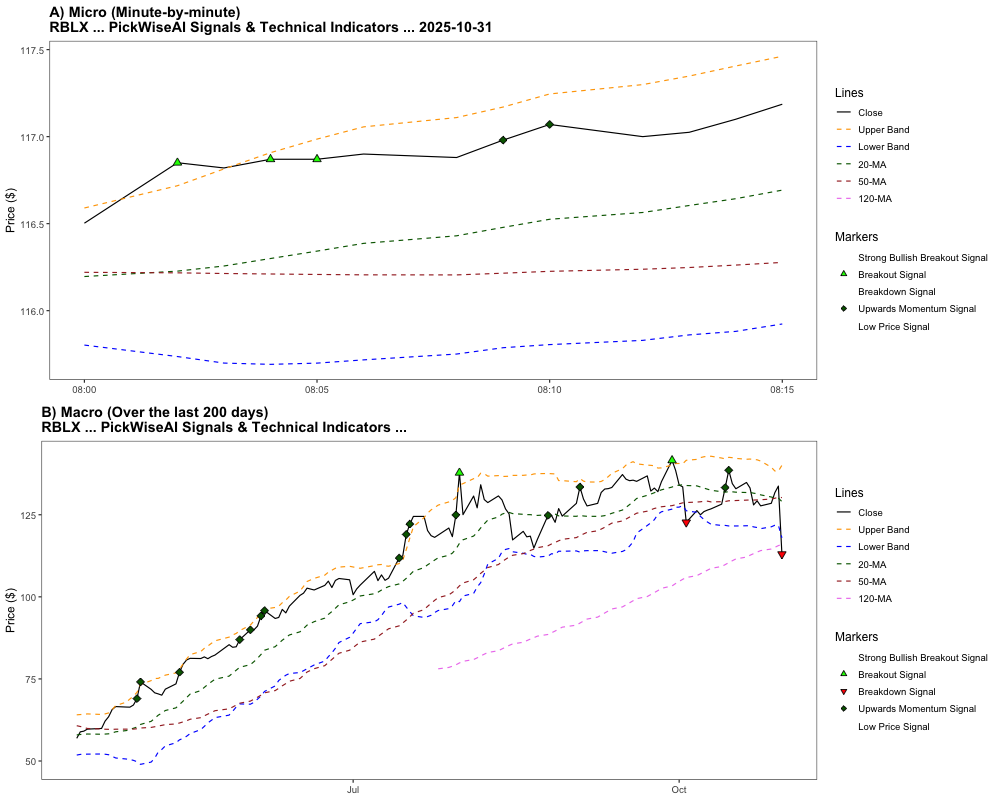 A) Micro (Minute-by-minute)
RBLX ... PickWiseAI Signals & Technical Indicators ... 2025-10-31
117.5
117.0
116.5
116.0
Price ($)
08:00
08:05
08:10
08:15
Lines
Close
Upper Band
Lower Band
20-MA
50-MA
120-MA
Markers
Strong Bullish Breakout Signal
Breakout Signal
Breakdown Signal
Upwards Momentum Signal
Low Price Signal
B) Macro (Over the last 200 days)
RBLX ... PickWiseAI Signals & Technical Indicators ...
125
100
75
50
Price ($)
Jul
Oct
Lines
Close
Upper Band
Lower Band
20-MA
50-MA
120-MA
Markers
Strong Bullish Breakout Signal
Breakout Signal
Breakdown Signal
Upwards Momentum Signal
Low Price Signal